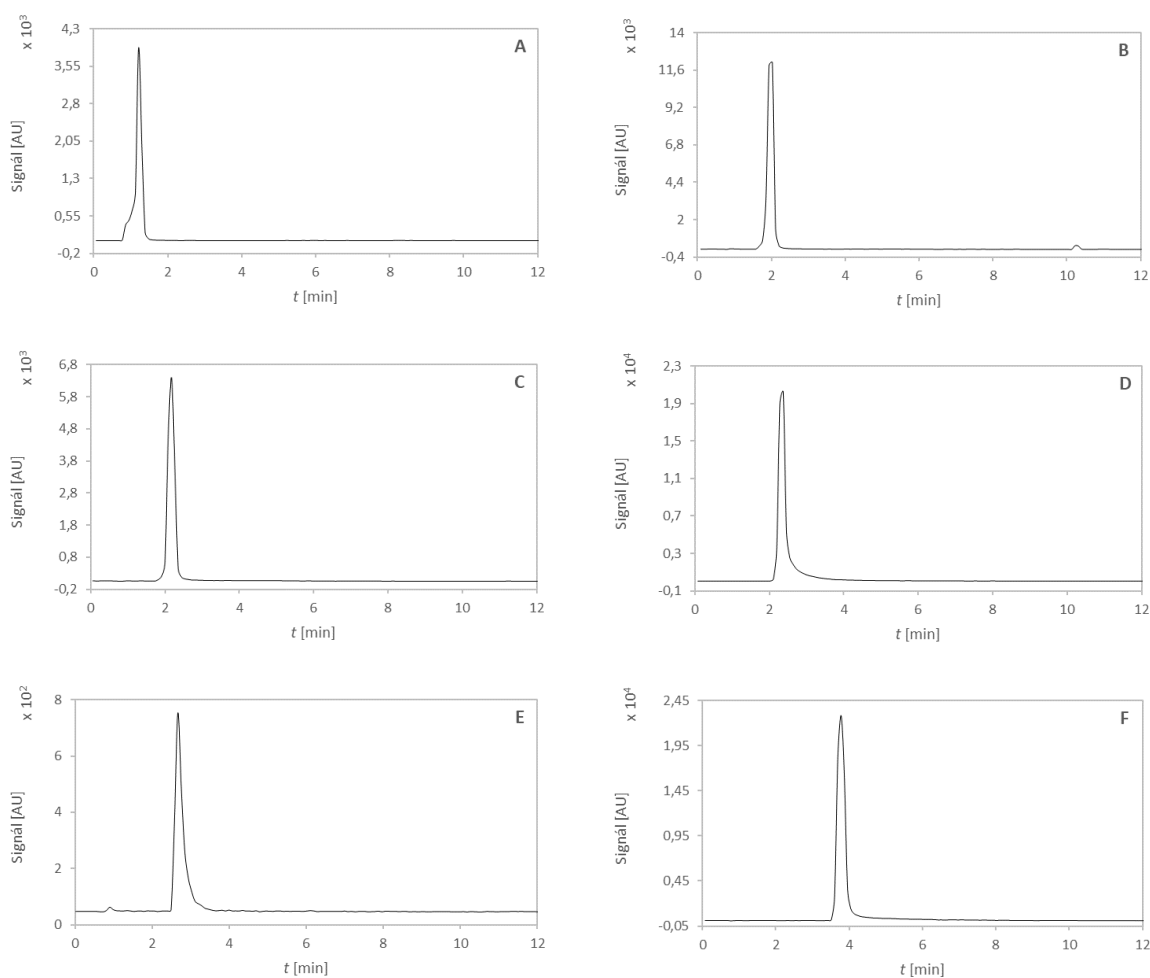 x 10³
4,3
3,55
2,8
2,05
1,3
0,55
-0,2
Signál [AU]
A
0 2 4 6 8 10 12
t [min]
x 10³
14
11,6
9,2
6,8
4,4
2
-0,4
Signál [AU]
B
0 2 4 6 8 10 12
t [min]
x 10³
6,8
5,8
4,8
3,8
2,8
1,8
0,8
-0,2
Signál [AU]
C
0 2 4 6 8 10 12
t [min]
x 10⁴
2,3
1,9
1,5
1,1
0,7
0,3
-0,1
Signál [AU]
D
0 2 4 6 8 10 12
t [min]
x 10²
8
6
4
2
0
Signál [AU]
E
0 2 4 6 8 10 12
t [min]
x 10⁴
2,45
1,95
1,45
0,95
0,45
-0,05
Signál [AU]
F
0 2 4 6 8 10 12
t [min]